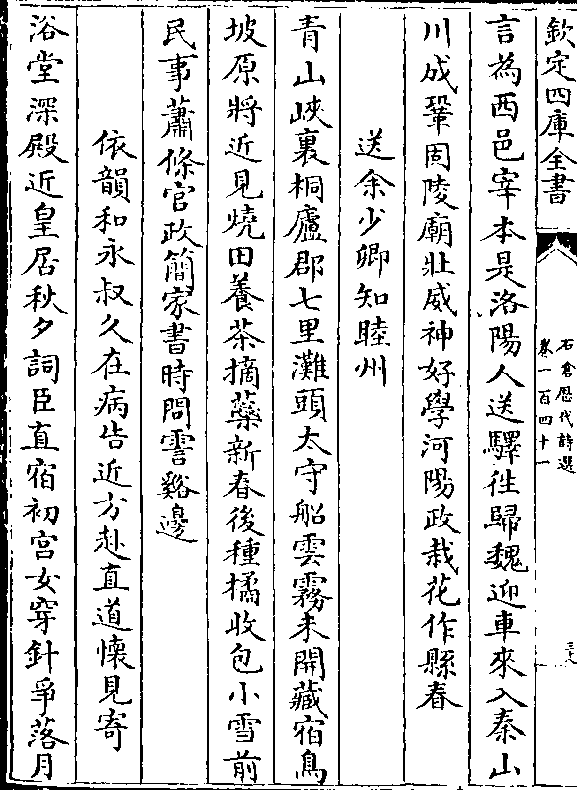 欽定四庫全書
石倉歷代詩選
卷一百四十一
言為西邑宰本是洛陽人送驛徃歸魏迎車來入秦山
川成鞏固陵廟壯威神好學河陽政栽花作縣春
送余少卿知睦州
青山峽裏桐廬郡七里灘頭太守船雲霧未開藏宿鳥
坡原將近見燒田養茶摘藥新春後種橘收包小雪前
民事蕭條官政簡家書時問霅谿邊
依韻和永叔久在病告近方赴直道懷見寄
浴堂深殿近皇居秋夕詞臣直宿初宫女穿針爭落月